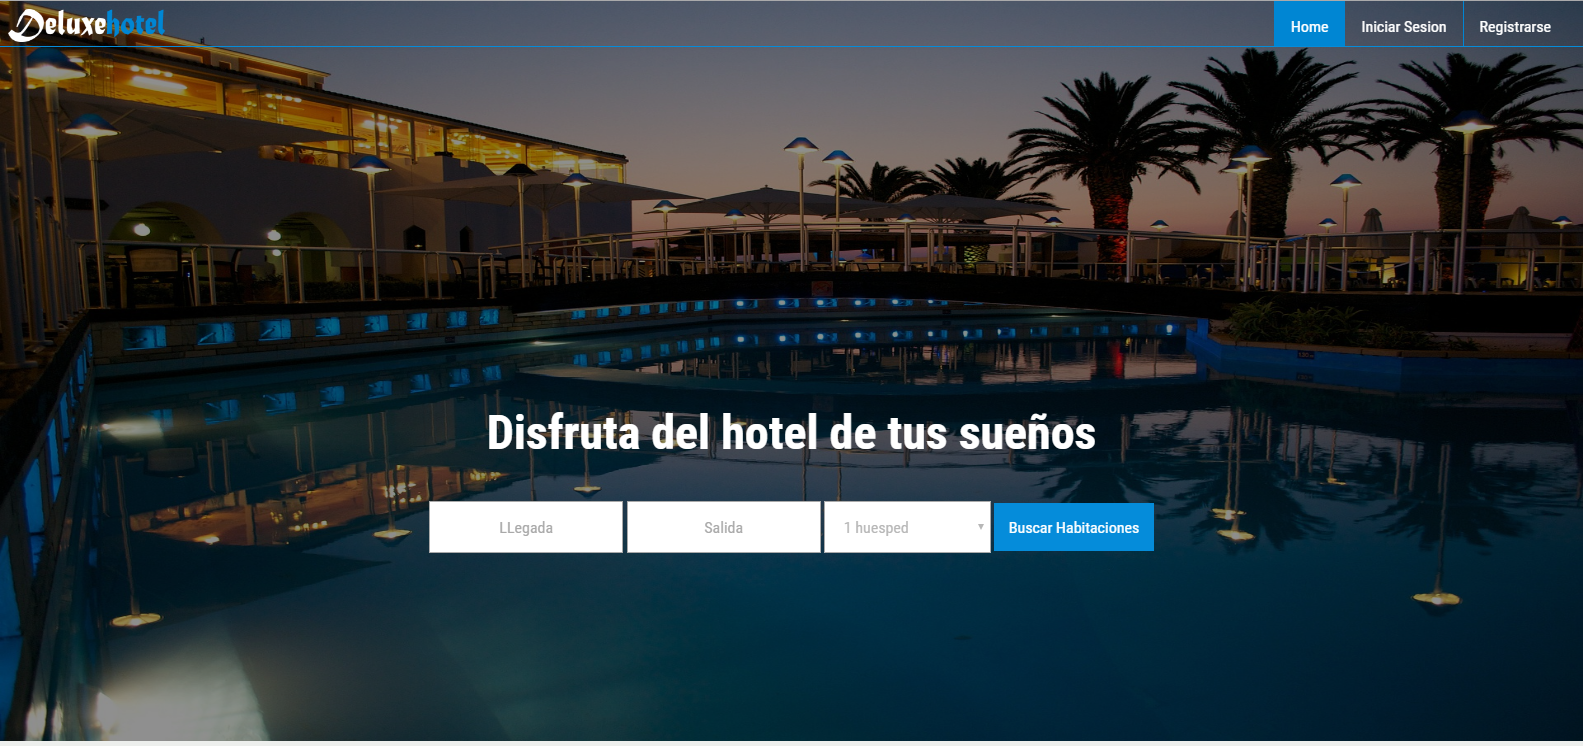 Deluxehotel
Home Iniciar Sesion Registrarse
Disfruta del hotel de tus sueños
LLegada Salida 1 huesped Buscar Habitaciones